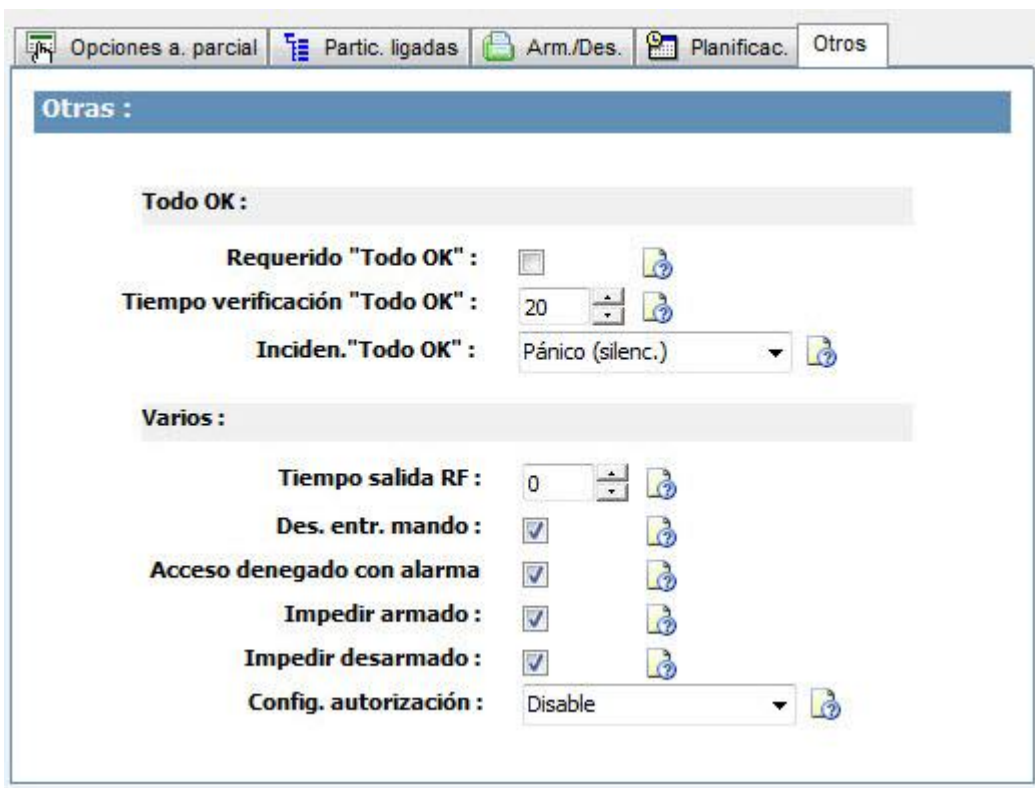 Opciones a. parcial Partic. ligadas Arm./Des. Planificac. Otros
Otras :
Todo OK :
Requerido "Todo OK" :
Tiempo verificación "Todo OK" : 20
Inciden."Todo OK" : Pánico (silenc.)
Varios :
Tiempo salida RF : 0
Des. entr. mando :
Acceso denegado con alarma
Impedir armado :
Impedir desarmado :
Config. autorización : Disable